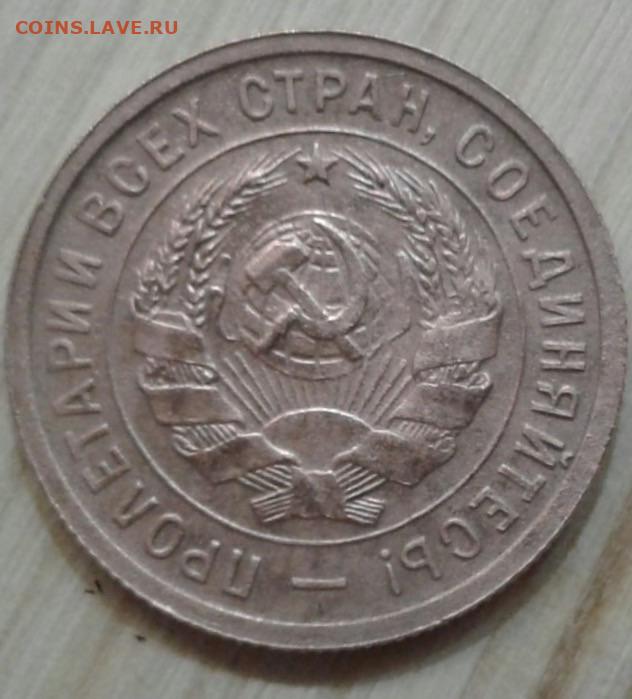 COINS.LAVE.RU
ПРОЛЕТАРИИ ВСЕХ СТРАН, СОЕДИНЯЙТЕСЬ! —